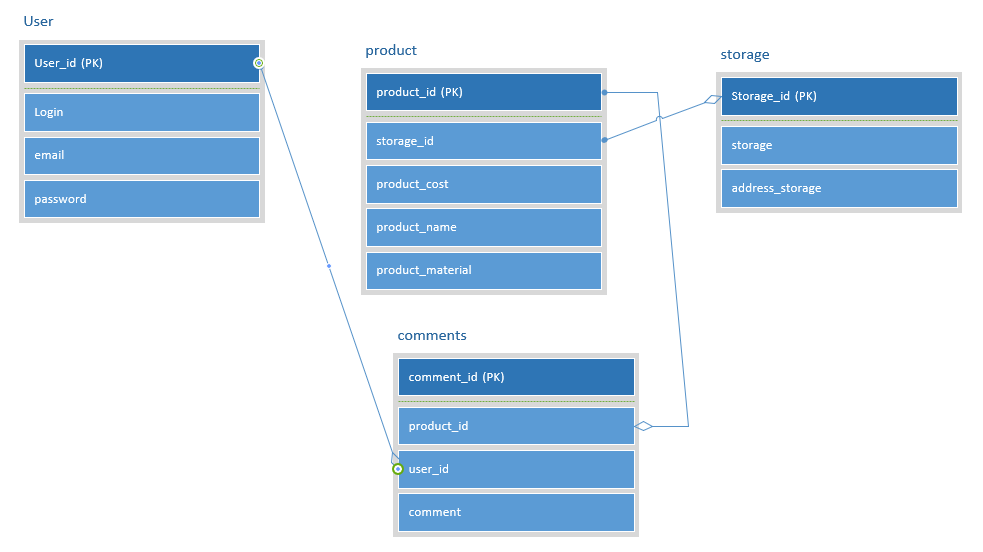 User
User_id (PK)
Login
email
password
product
product_id (PK)
storage_id
product_cost
product_name
product_material
storage
Storage_id (PK)
storage
address_storage
comments
comment_id (PK)
product_id
user_id
comment